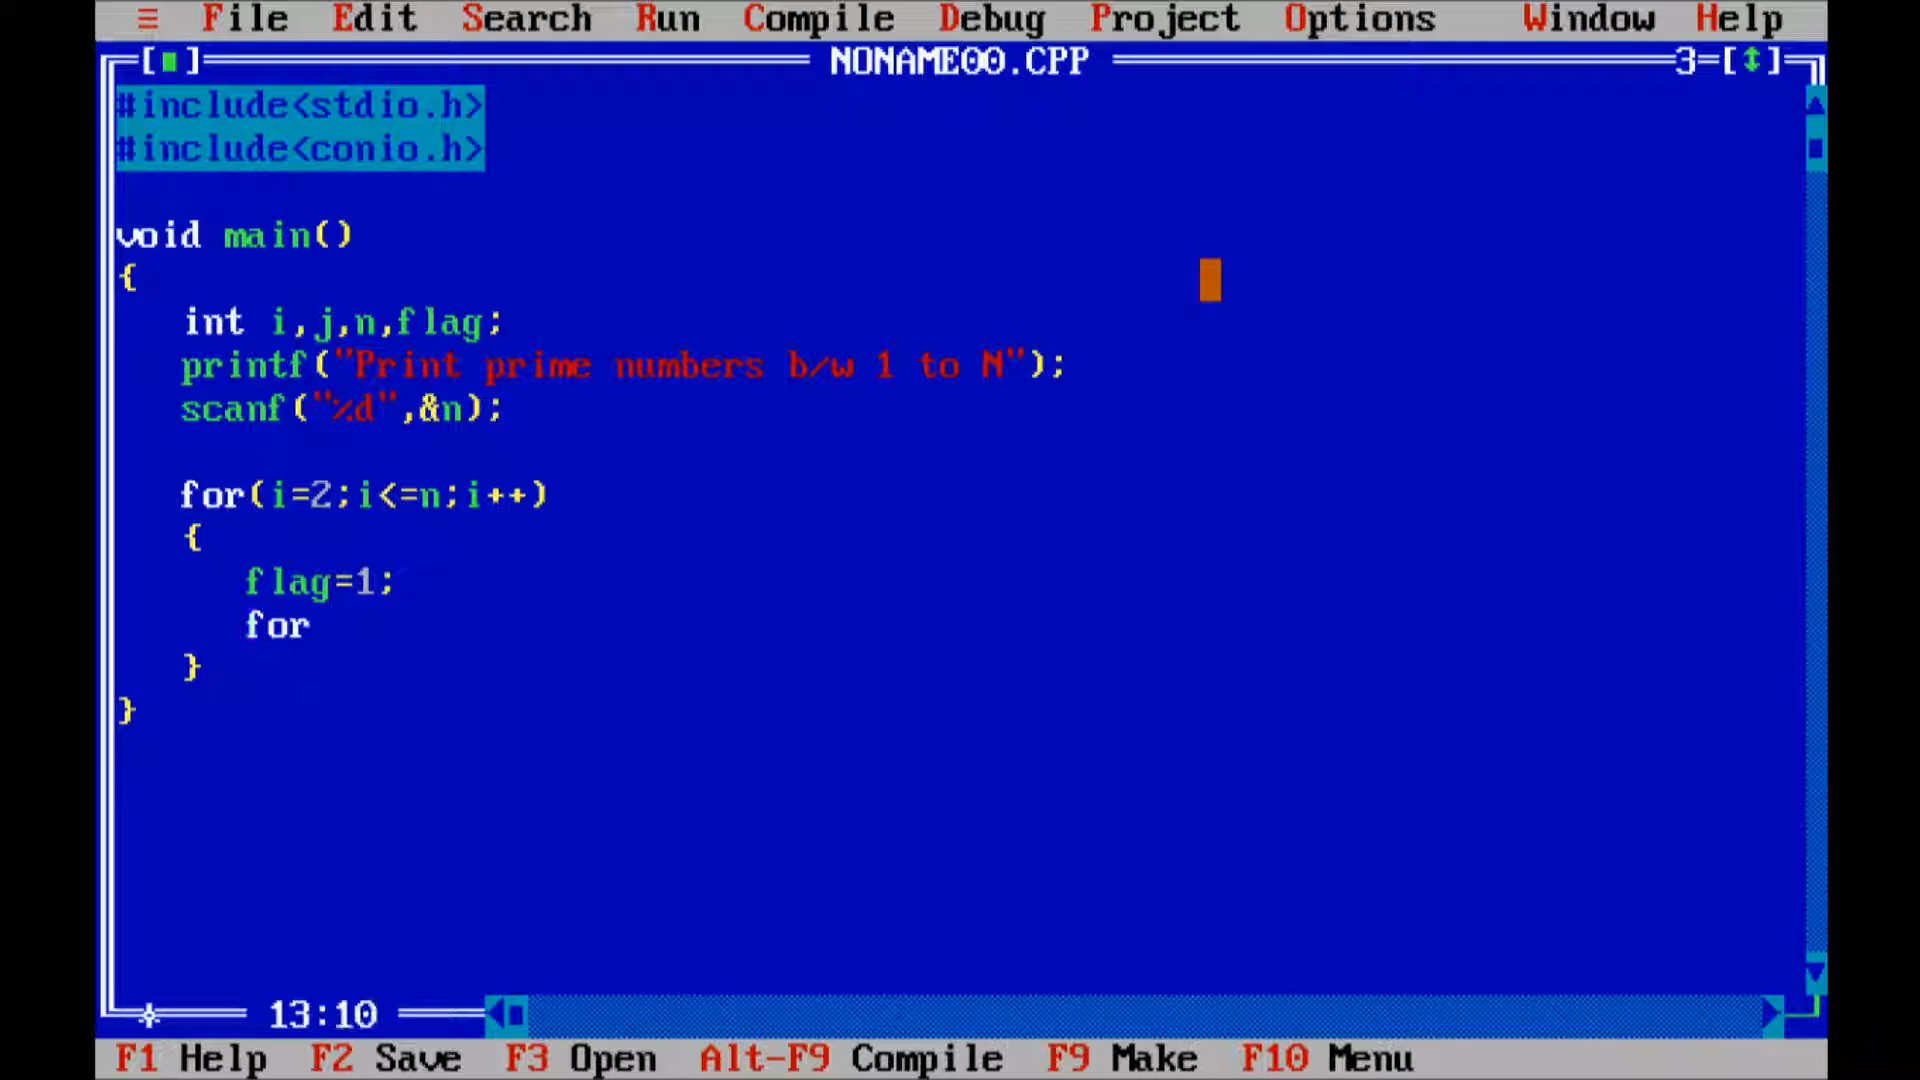 ≡ File Edit Search Run Compile Debug Project Options Window Help
[■] NONAME00.CPP 3=[↕]
#include<stdio.h>
#include<conio.h>
void main()
{
int i,j,n,flag;
printf("Print prime numbers b/w 1 to N");
scanf("%d",&n);
for(i=2;i<=n;i++)
{
flag=1;
for
}
}
13:10
F1 Help F2 Save F3 Open Alt-F9 Compile F9 Make F10 Menu